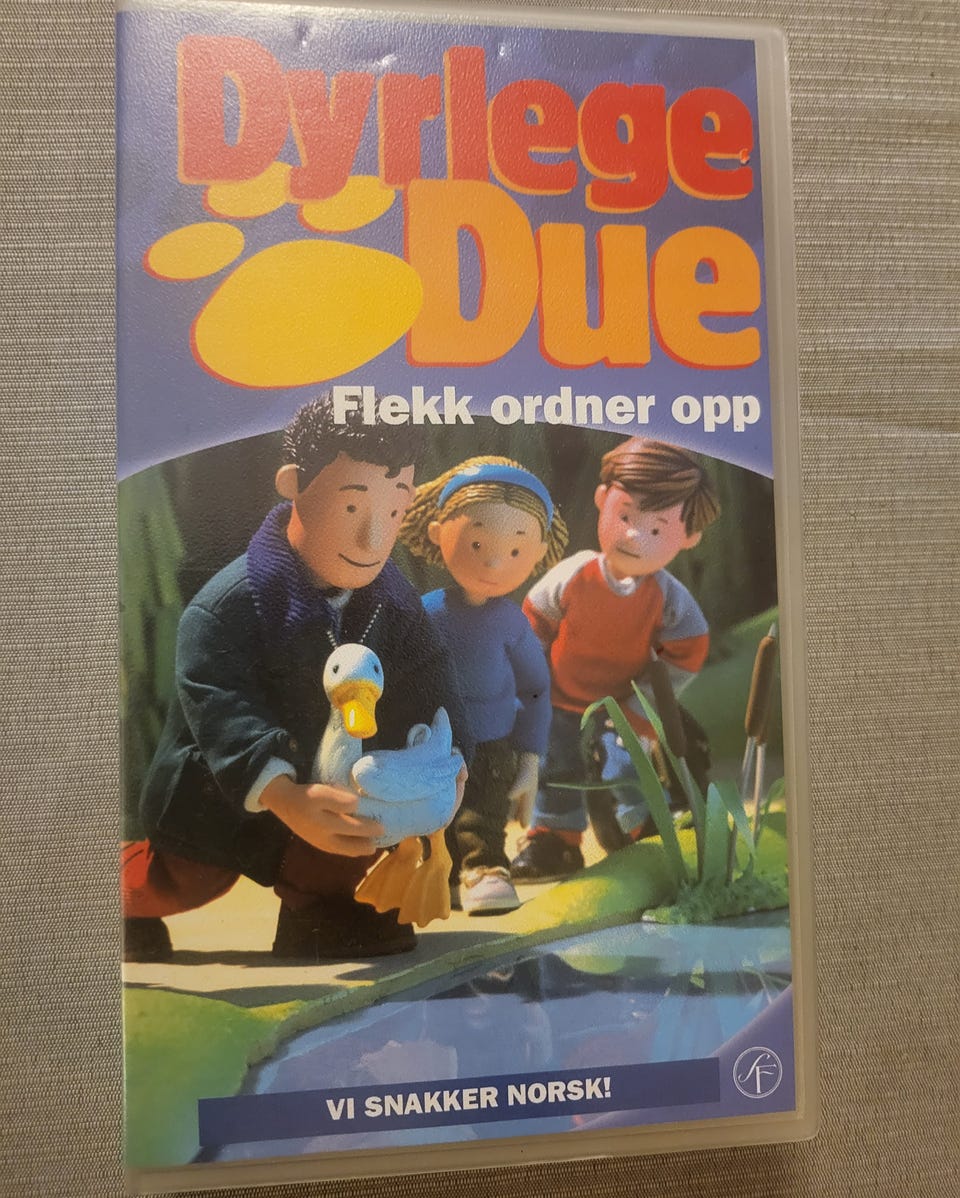 Dyrlege
Due
Flekk ordner opp
VI SNAKKER NORSK!
SF